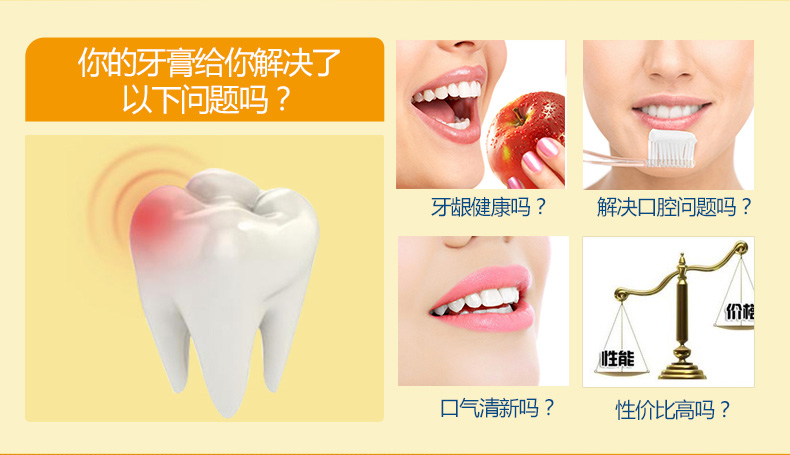 你的牙膏给你解决了
以下问题吗？
牙龈健康吗？
解决口腔问题吗？
性能
价格
口气清新吗？
性价比高吗？